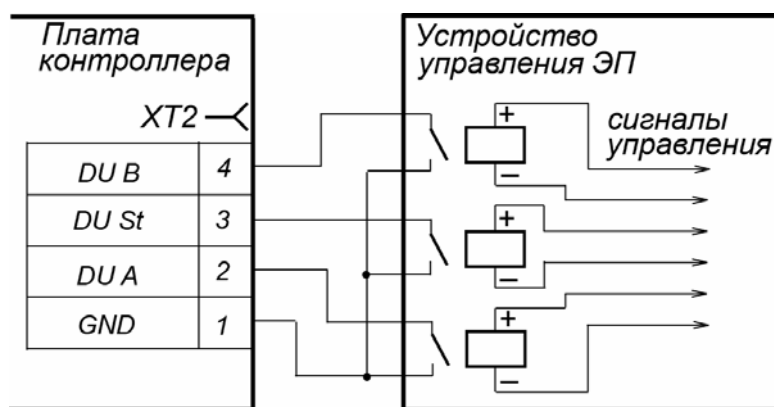 Плата
контроллера
XT2
DU B 4
DU St 3
DU A 2
GND 1
Устройство
управления ЭП
сигналы
управления
+
−
+
−
+
−